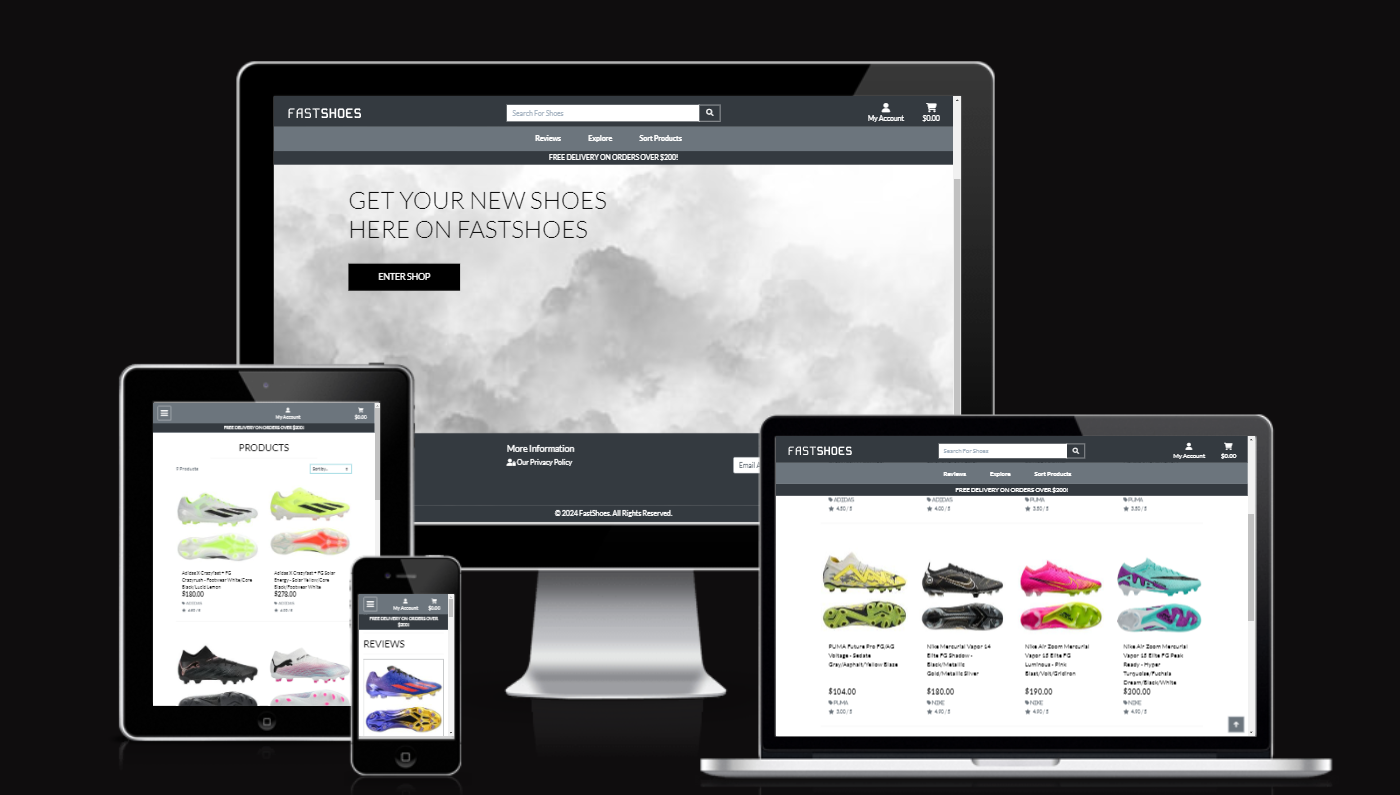 FASTSHOES
Search For Shoes
My Account
$0.00
Reviews
Explore
Sort Products
FREE DELIVERY ON ORDERS OVER $200!
GET YOUR NEW SHOES
HERE ON FASTSHOES
ENTER SHOP
More Information
Our Privacy Policy
Email
© 2024 FastShoes. All Rights Reserved.
My Account
$0.00
FREE DELIVERY ON ORDERS OVER $200!
PRODUCTS
Products
Adidas X Crazyfast + FG
Crazyrush - Footwear White/Core
Black/Lucid Lemon
$180.00
ADIDAS
Adidas X Crazyfast + FG Solar
Energy - Solar Yellow/Core
Black/Footwear White
$278.00
ADIDAS
My Account
$0.00
FREE DELIVERY ON ORDERS OVER
$200!
REVIEWS
FASTSHOES
Search For Shoes
My Account
$0.00
Reviews
Explore
Sort Products
FREE DELIVERY ON ORDERS OVER $200!
ADIDAS
4.50 / 5
ADIDAS
4.00 / 5
PUMA
3.50 / 5
PUMA
3.50 / 5
PUMA Future Pro FG/AG
Voltage - Sedate
Gray/Asphalt/Yellow Blaze
$104.00
PUMA
3.00 / 5
Nike Mercurial Vapor 14
Elite FG Shadow -
Black/Metallic
Gold/Metallic Silver
$180.00
NIKE
4.90 / 5
Nike Air Zoom Mercurial
Vapor 15 Elite FG
Luminous - Pink
Blast/Volt/Gridiron
$190.00
NIKE
4.90 / 5
Nike Air Zoom Mercurial
Vapor 15 Elite FG Peak
Ready - Hyper
Turquoise/Fuchsia
Dream/Black/White
$200.00
NIKE
4.90 / 5